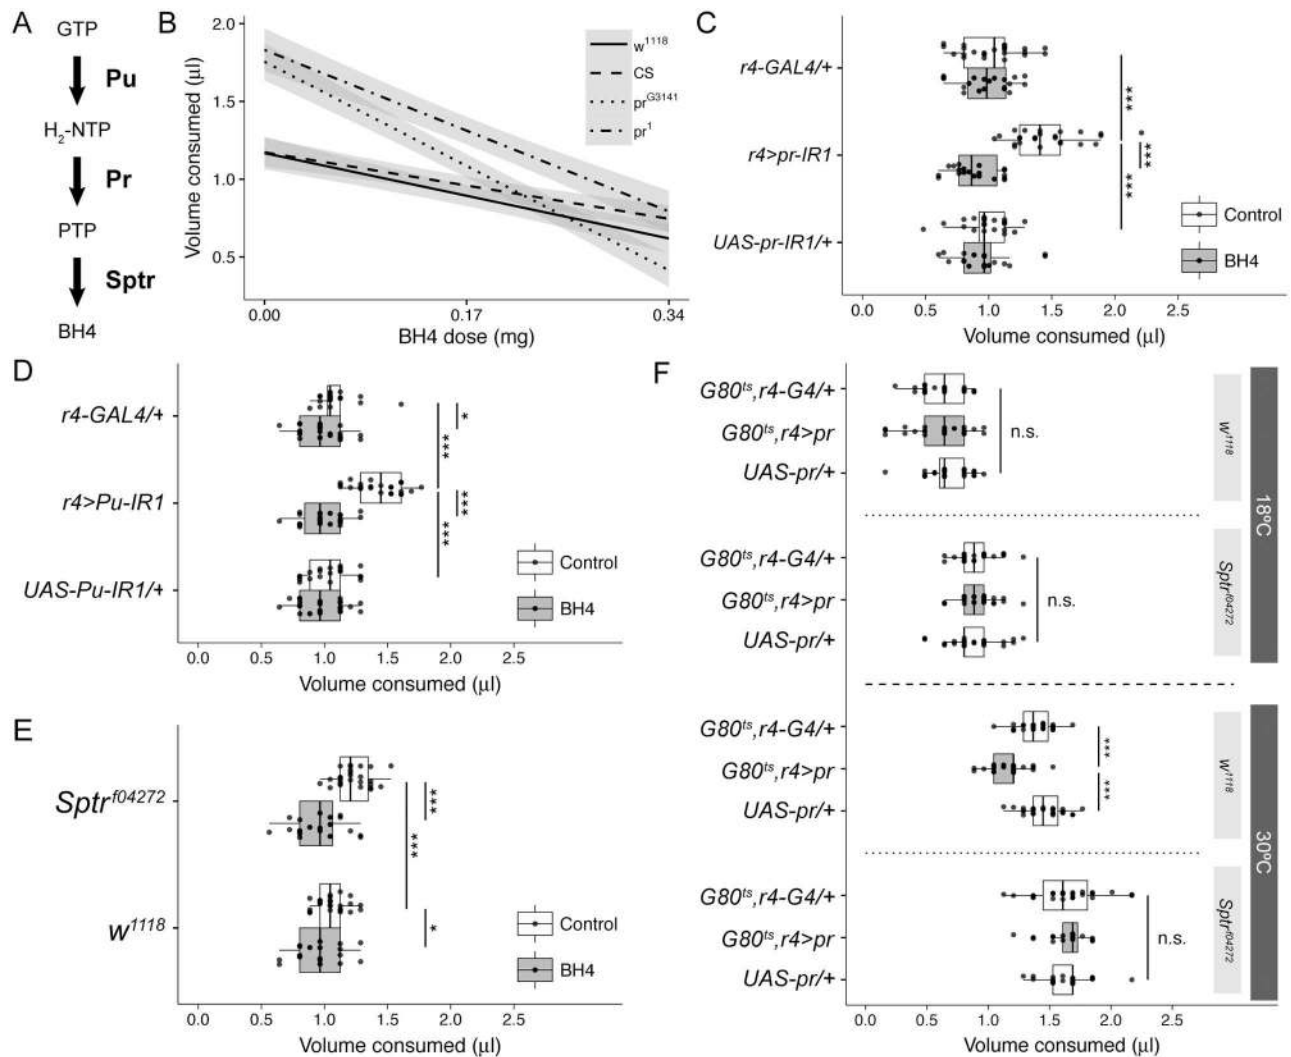 A
GTP
Pu
H2-NTP
Pr
PTP
Sptr
BH4
B
Volume consumed (µl)
2.0
1.5
1.0
0.5
w1118
CS
prG3141
pr1
0.00
0.17
0.34
BH4 dose (mg)
C
r4-GAL4/+
r4>pr-IR1
UAS-pr-IR1/+
***
***
***
Control
BH4
0.0
0.5
1.0
1.5
2.0
2.5
Volume consumed (µl)
D
r4-GAL4/+
r4>Pu-IR1
UAS-Pu-IR1/+
*
***
***
***
Control
BH4
0.0
0.5
1.0
1.5
2.0
2.5
Volume consumed (µl)
E
Sptrf04272
w1118
***
***
*
Control
BH4
0.0
0.5
1.0
1.5
2.0
2.5
Volume consumed (µl)
F
G80ts,r4-G4/+
G80ts,r4>pr
UAS-pr/+
n.s.
w1118
G80ts,r4-G4/+
G80ts,r4>pr
UAS-pr/+
n.s.
Sptrf04272
18ºC
G80ts,r4-G4/+
G80ts,r4>pr
UAS-pr/+
***
***
w1118
G80ts,r4-G4/+
G80ts,r4>pr
UAS-pr/+
n.s.
Sptrf04272
30ºC
0.0
0.5
1.0
1.5
2.0
2.5
Volume consumed (µl)